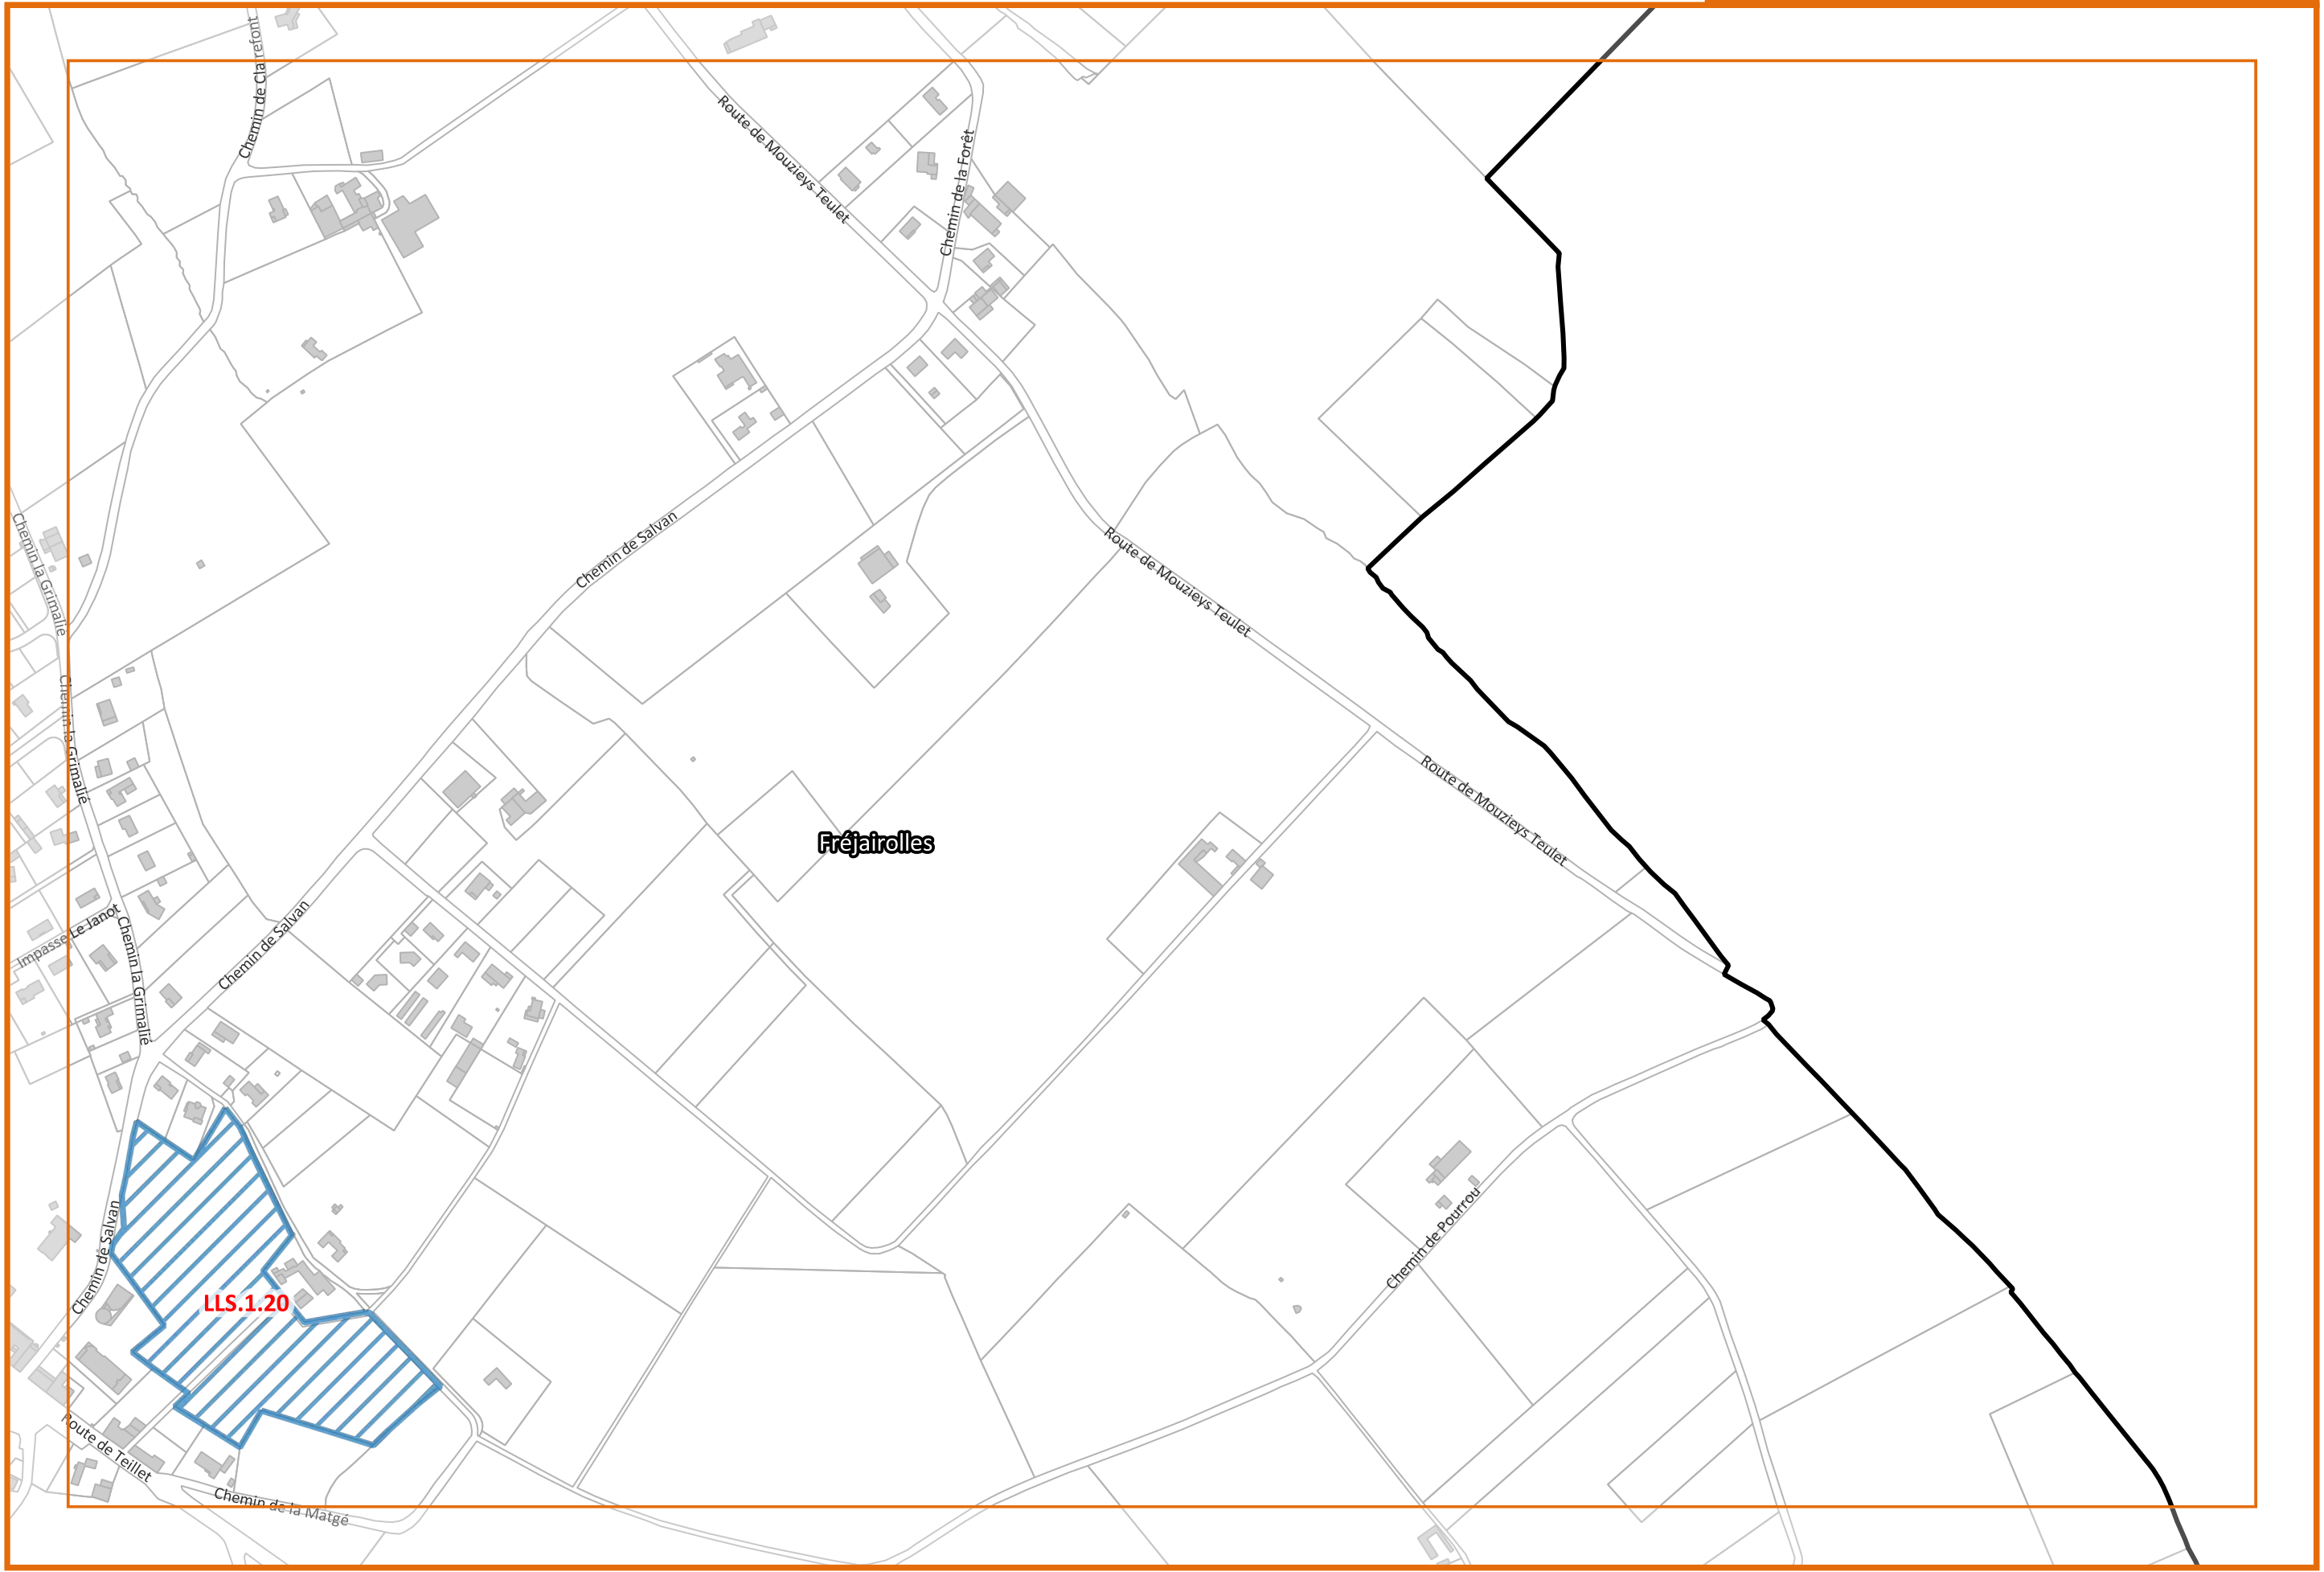 Chemin de Clarrefont
Route de Mouzieys Teulet
Chemin de la Forêt
Chemin la Grimalie
Chemin de Salvan
Route de Mouzieys Teulet
Chemin la Grimalié
Route de Mouzieys Teulet
Fréjairolles
Impasse Le Janot
Chemin la Grimalié
Chemin de Salvan
Chemin de Salvan
Chemin de Pourrou
LLS.1.20
Route de Teillet
Chemin de la Matgé